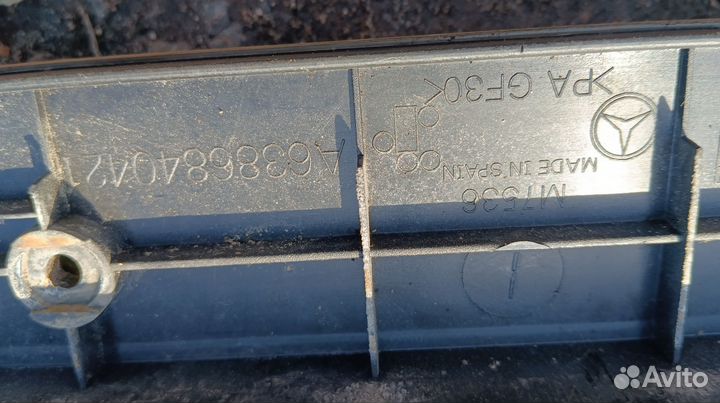 M7536
MADE IN SPAIN
>PA GF30<
A6386840421
Avito